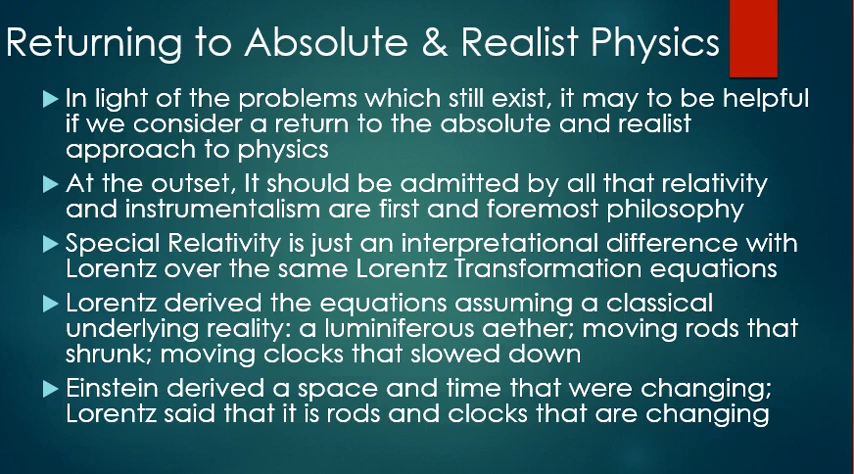 Returning to Absolute & Realist Physics
In light of the problems which still exist, it may to be helpful
if we consider a return to the absolute and realist
approach to physics
At the outset, It should be admitted by all that relativity
and instrumentalism are first and foremost philosophy
Special Relativity is just an interpretational difference with
Lorentz over the same Lorentz Transformation equations
Lorentz derived the equations assuming a classical
underlying reality: a luminiferous aether; moving rods that
shrunk; moving clocks that slowed down
Einstein derived a space and time that were changing;
Lorentz said that it is rods and clocks that are changing